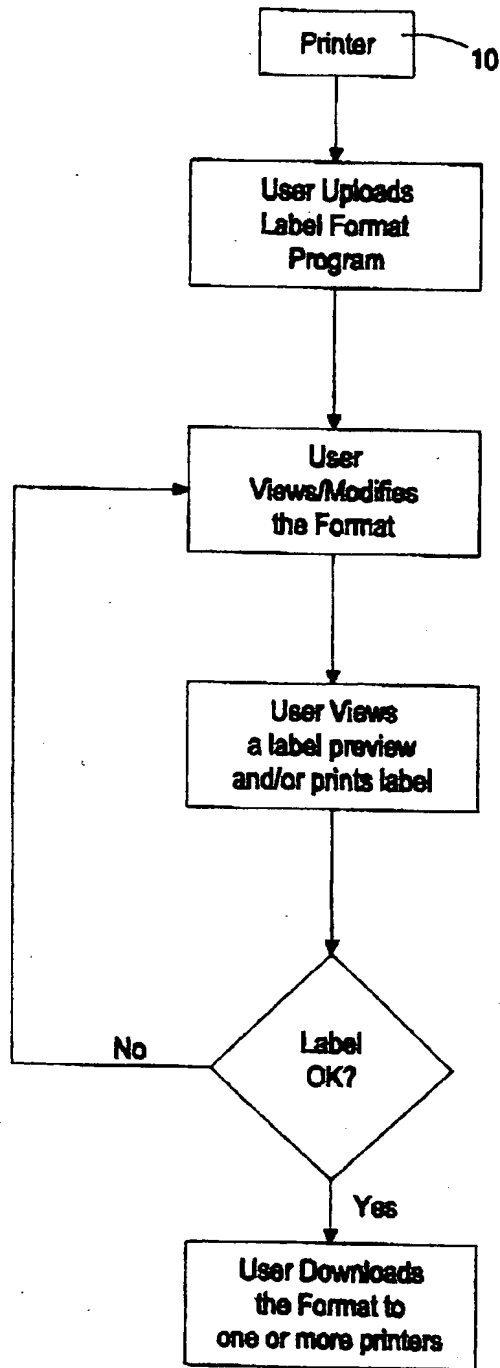 Printer
10
User Uploads
Label Format
Program
User
Views/Modifies
the Format
User Views
a label preview
and/or prints label
Label
OK?
No
Yes
User Downloads
the Format to
one or more printers